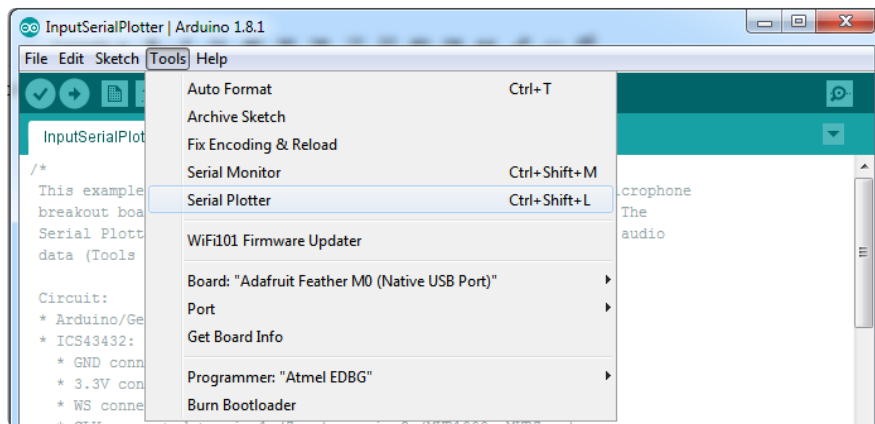 InputSerialPlotter | Arduino 1.8.1
File Edit Sketch Tools Help
Auto Format Ctrl+T
Archive Sketch
Fix Encoding & Reload
Serial Monitor Ctrl+Shift+M
Serial Plotter Ctrl+Shift+L
WiFi101 Firmware Updater
Board: "Adafruit Feather M0 (Native USB Port)"
Port
Get Board Info
Programmer: "Atmel EDBG"
Burn Bootloader
InputSerialPlot
/*
This example crophone
breakout boa The
Serial Plott audio
data (Tools
Circuit:
* Arduino/Ge
* ICS43432:
* GND conn
* 3.3V con
* WS conne